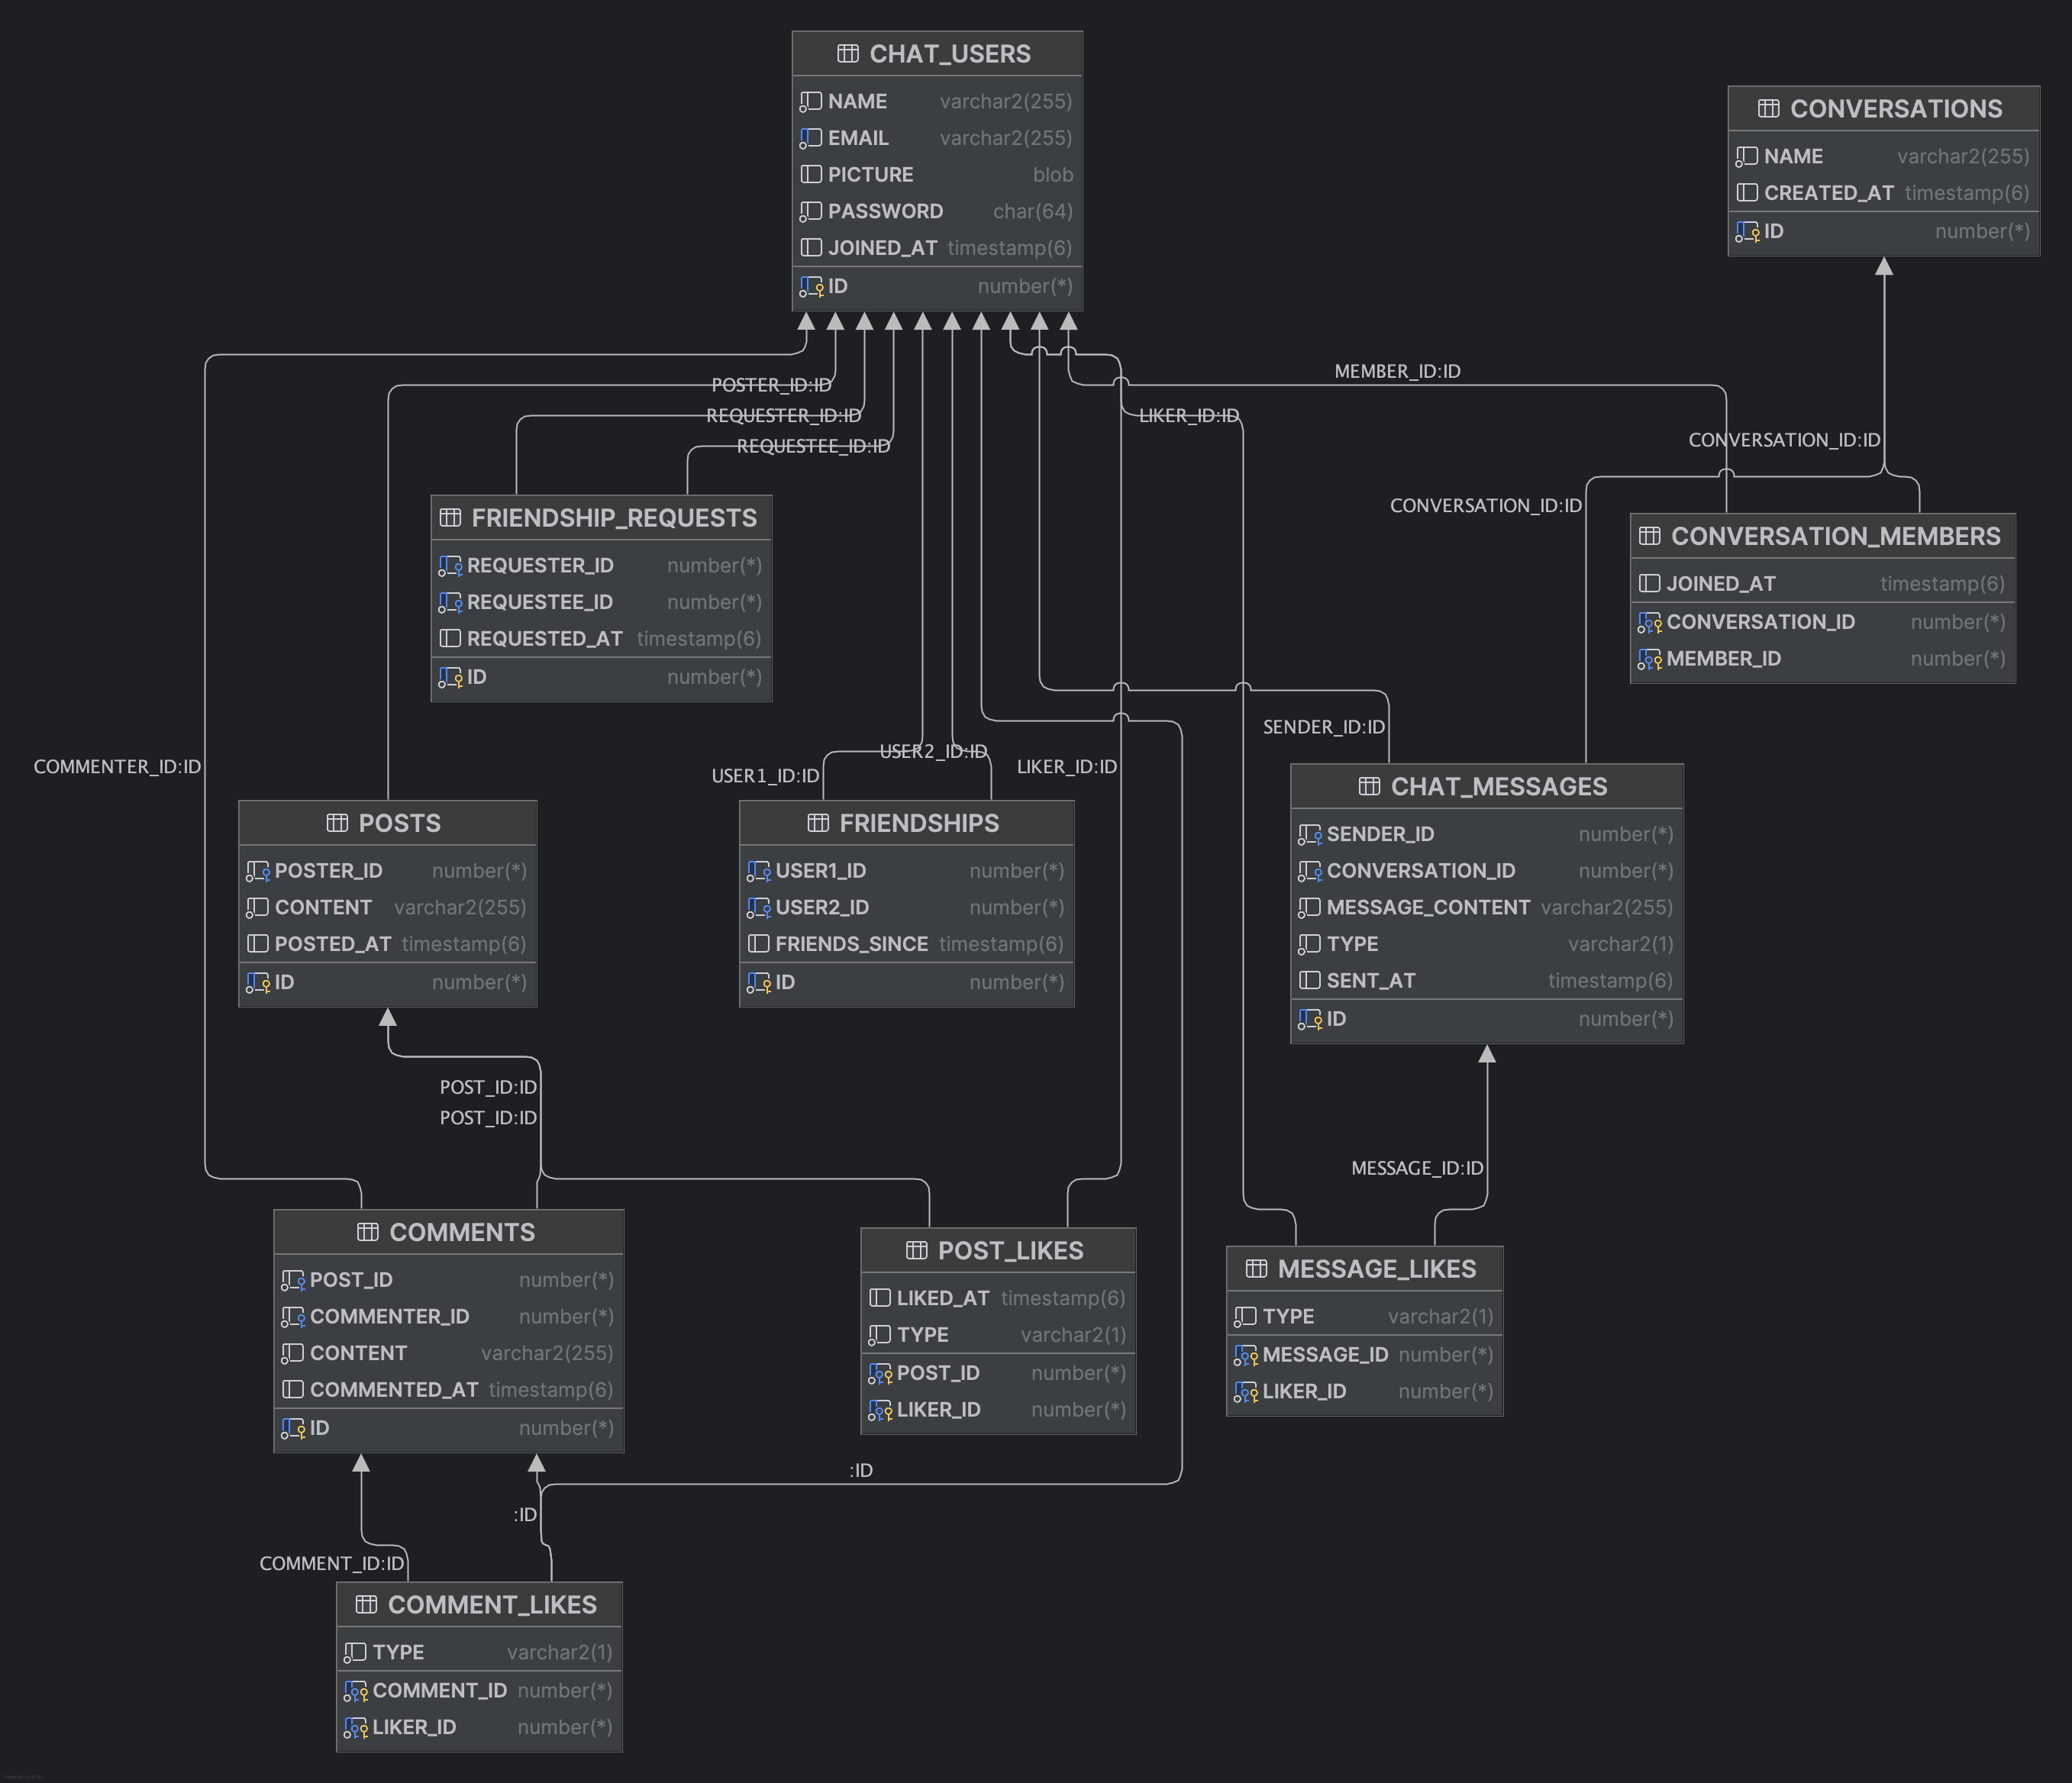 CHAT_USERS
NAME varchar2(255)
EMAIL varchar2(255)
PICTURE blob
PASSWORD char(64)
JOINED_AT timestamp(6)
ID number(*)
CONVERSATIONS
NAME varchar2(255)
CREATED_AT timestamp(6)
ID number(*)
POSTER_ID:ID
REQUESTER_ID:ID
REQUESTEE_ID:ID
LIKER_ID:ID
MEMBER_ID:ID
CONVERSATION_ID:ID
CONVERSATION_ID:ID
FRIENDSHIP_REQUESTS
REQUESTER_ID number(*)
REQUESTEE_ID number(*)
REQUESTED_AT timestamp(6)
ID number(*)
CONVERSATION_MEMBERS
JOINED_AT timestamp(6)
CONVERSATION_ID number(*)
MEMBER_ID number(*)
COMMENTER_ID:ID
USER1_ID:ID
USER2_ID:ID
LIKER_ID:ID
SENDER_ID:ID
POSTS
POSTER_ID number(*)
CONTENT varchar2(255)
POSTED_AT timestamp(6)
ID number(*)
FRIENDSHIPS
USER1_ID number(*)
USER2_ID number(*)
FRIENDS_SINCE timestamp(6)
ID number(*)
CHAT_MESSAGES
SENDER_ID number(*)
CONVERSATION_ID number(*)
MESSAGE_CONTENT varchar2(255)
TYPE varchar2(1)
SENT_AT timestamp(6)
ID number(*)
POST_ID:ID
POST_ID:ID
MESSAGE_ID:ID
COMMENTS
POST_ID number(*)
COMMENTER_ID number(*)
CONTENT varchar2(255)
COMMENTED_AT timestamp(6)
ID number(*)
POST_LIKES
LIKED_AT timestamp(6)
TYPE varchar2(1)
POST_ID number(*)
LIKER_ID number(*)
MESSAGE_LIKES
TYPE varchar2(1)
MESSAGE_ID number(*)
LIKER_ID number(*)
:ID
:ID
COMMENT_ID:ID
COMMENT_LIKES
TYPE varchar2(1)
COMMENT_ID number(*)
LIKER_ID number(*)